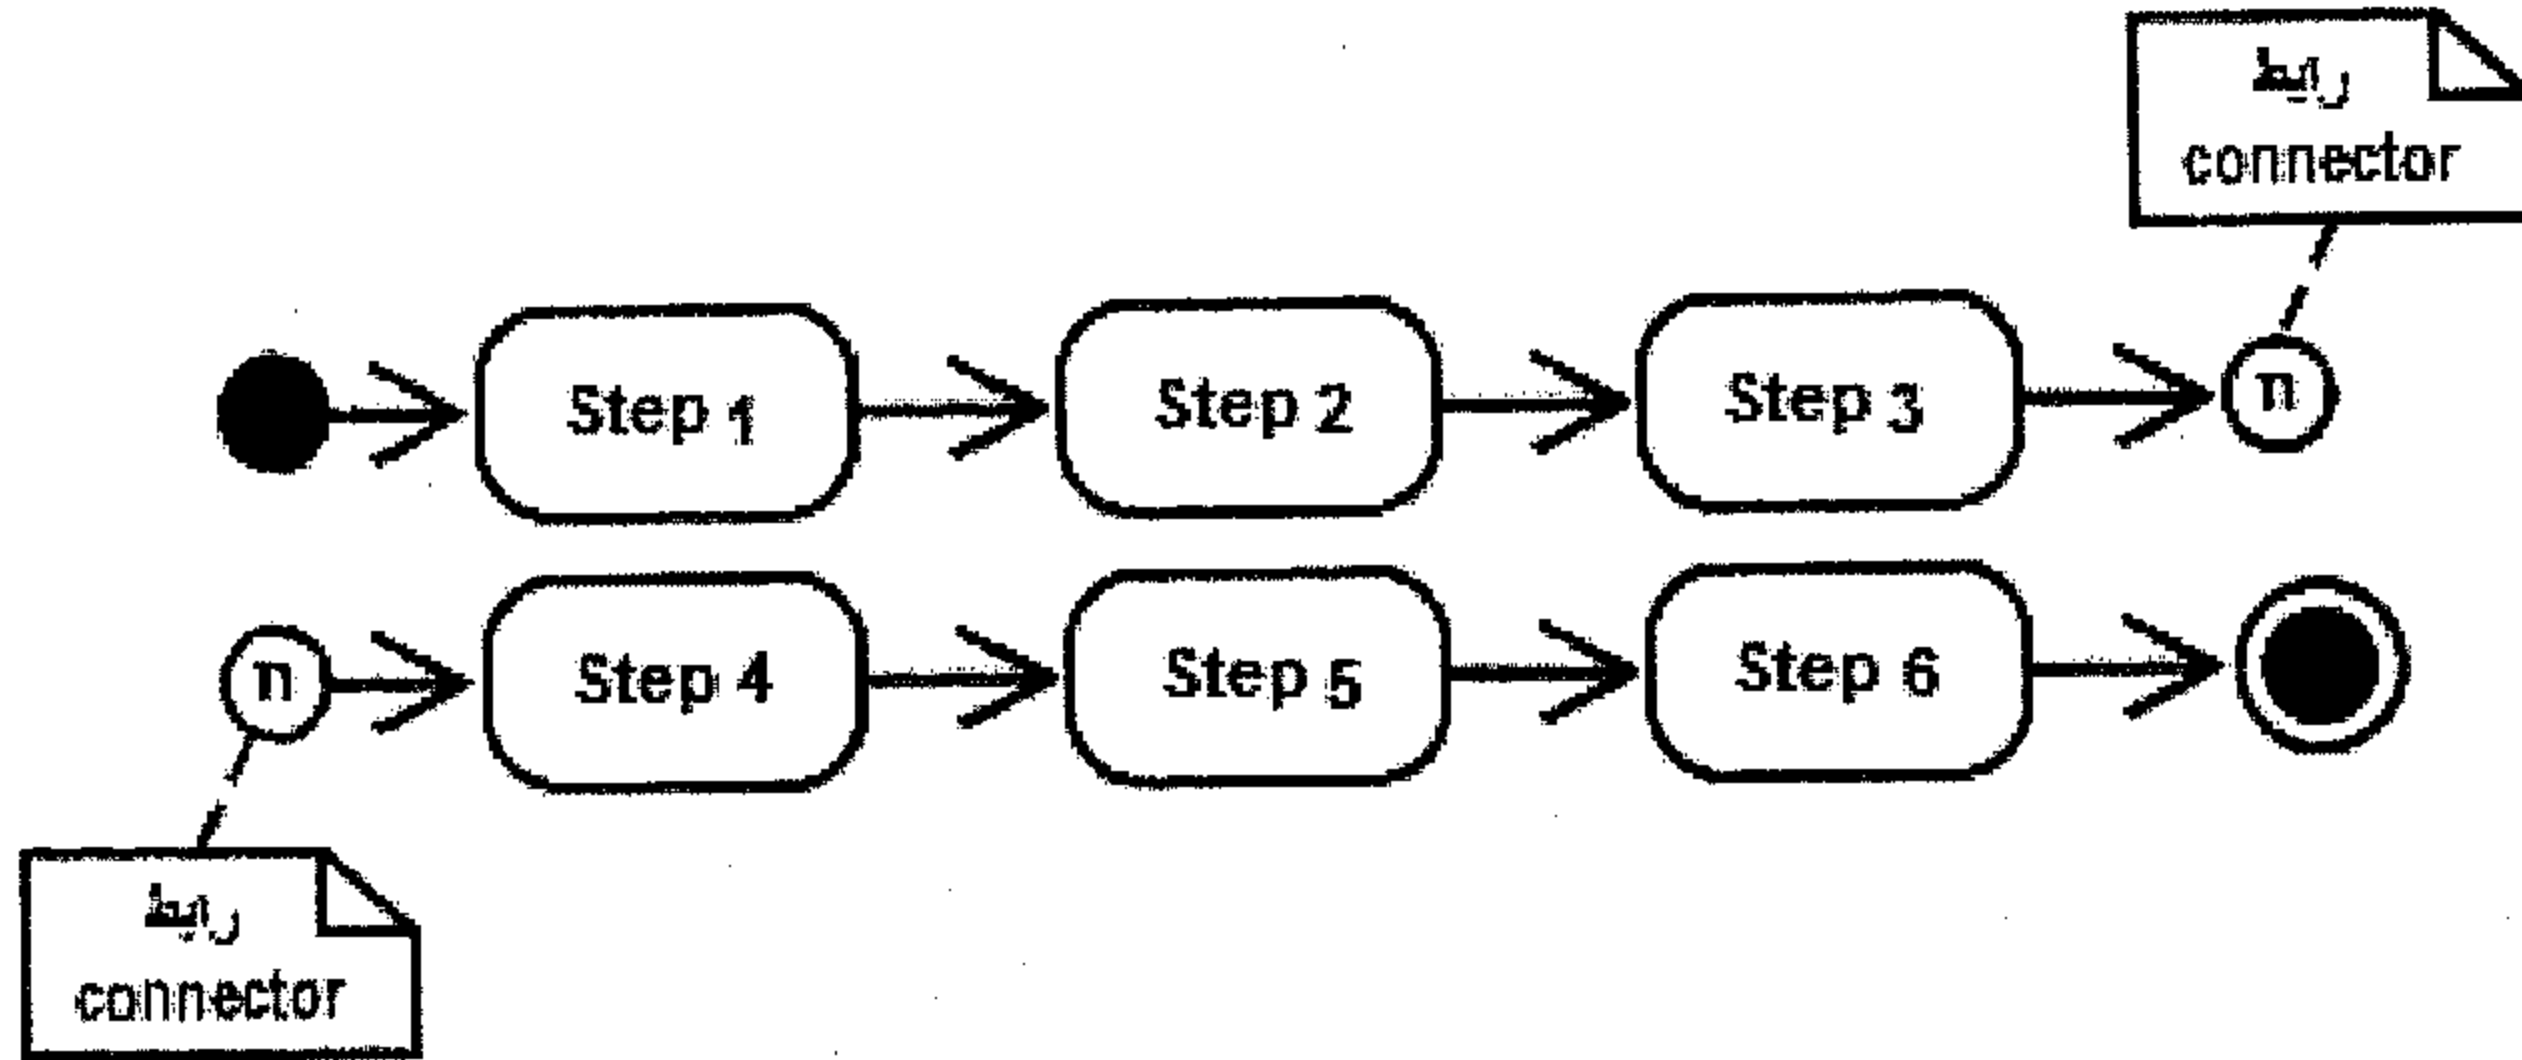 رابط
connector
Step 1
Step 2
Step 3
n
n
Step 4
Step 5
Step 6
رابط
connector